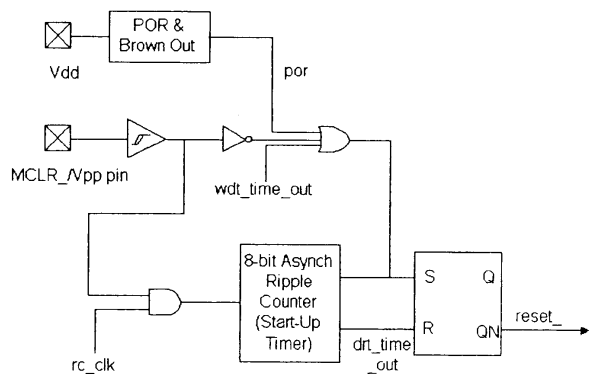 POR &
Brown Out
Vdd
por
MCLR_/Vpp pin
wdt_time_out
8-bit Asynch
Ripple
Counter
(Start-Up
Timer)
S
Q
R
QN
reset_
drt_time
_out
rc_clk